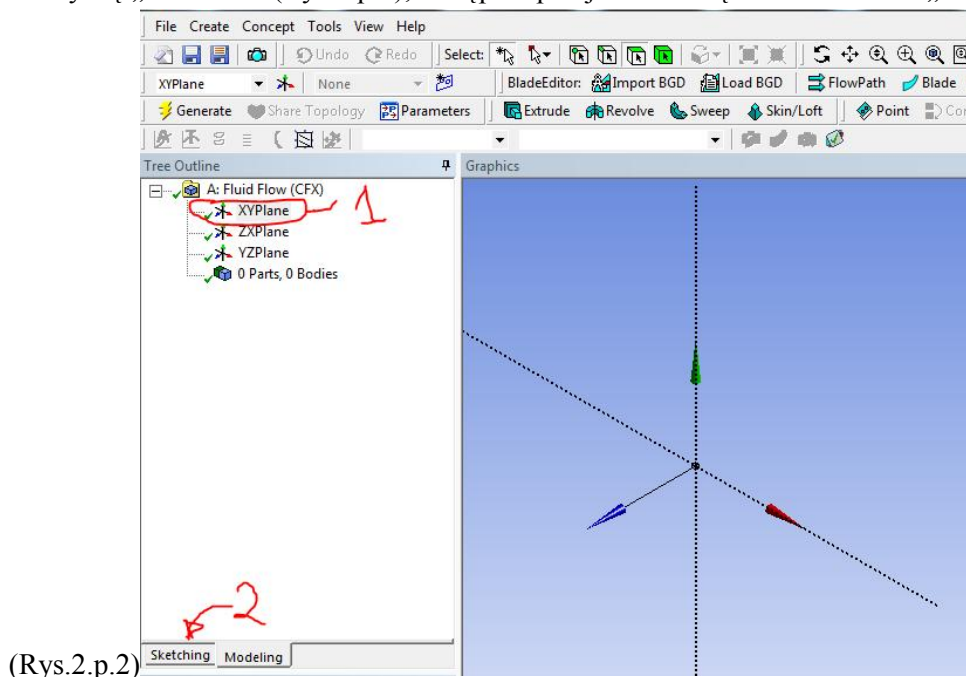 File Create Concept Tools View Help
Undo Redo Select:
XYPlane None BladeEditor: Import BGD Load BGD FlowPath Blade
Generate Share Topology Parameters Extrude Revolve Sweep Skin/Loft Point
Tree Outline Graphics
A: Fluid Flow (CFX)
XYPlane 1
ZXPlane
YZPlane
0 Parts, 0 Bodies
2
(Rys.2.p.2) Sketching Modeling